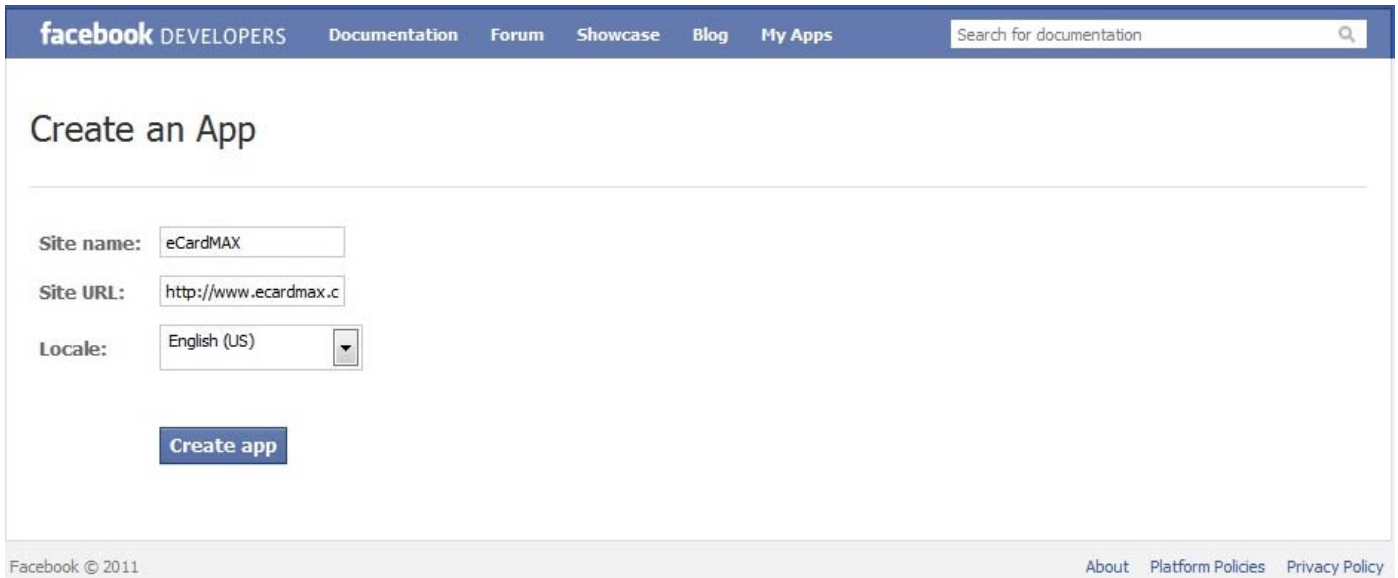 facebook DEVELOPERS Documentation Forum Showcase Blog My Apps Search for documentation
Create an App
Site name: eCardMAX
Site URL: http://www.ecardmax.c
Locale: English (US)
Create app
Facebook © 2011 About Platform Policies Privacy Policy